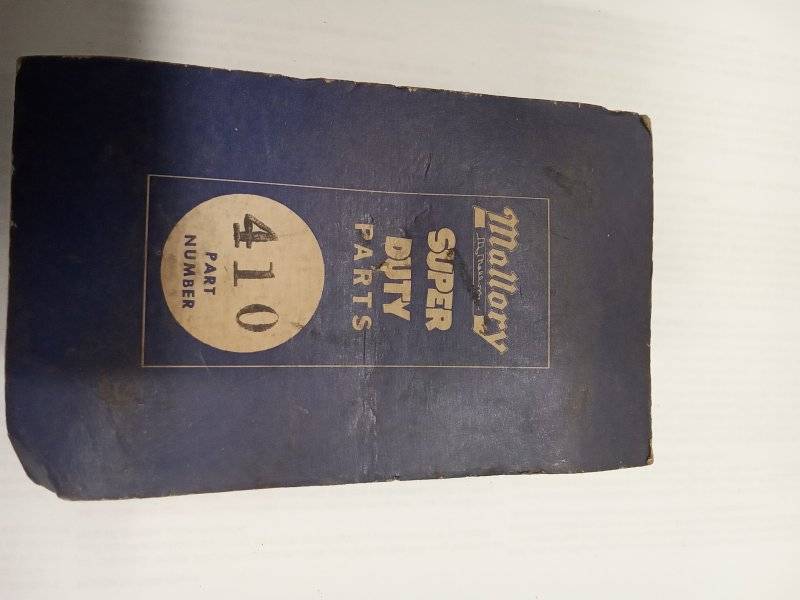 Mallory
SUPER
DUTY
PARTS
410
PART
NUMBER